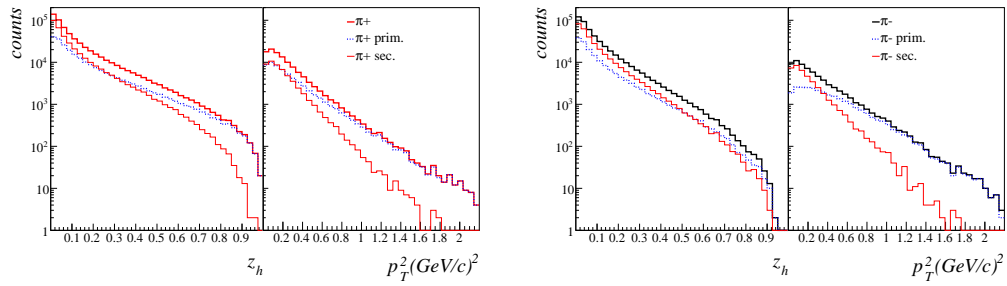 counts
10^5
10^4
10^3
10^2
10
1
0.1 0.2 0.3 0.4 0.5 0.6 0.7 0.8 0.9
z_h
π+
π+ prim.
π+ sec.
0.2 0.4 0.6 0.8 1 1.2 1.4 1.6 1.8 2
p_T^2(GeV/c)^2
counts
10^5
10^4
10^3
10^2
10
1
0.1 0.2 0.3 0.4 0.5 0.6 0.7 0.8 0.9
z_h
π-
π- prim.
π- sec.
0.2 0.4 0.6 0.8 1 1.2 1.4 1.6 1.8 2
p_T^2(GeV/c)^2